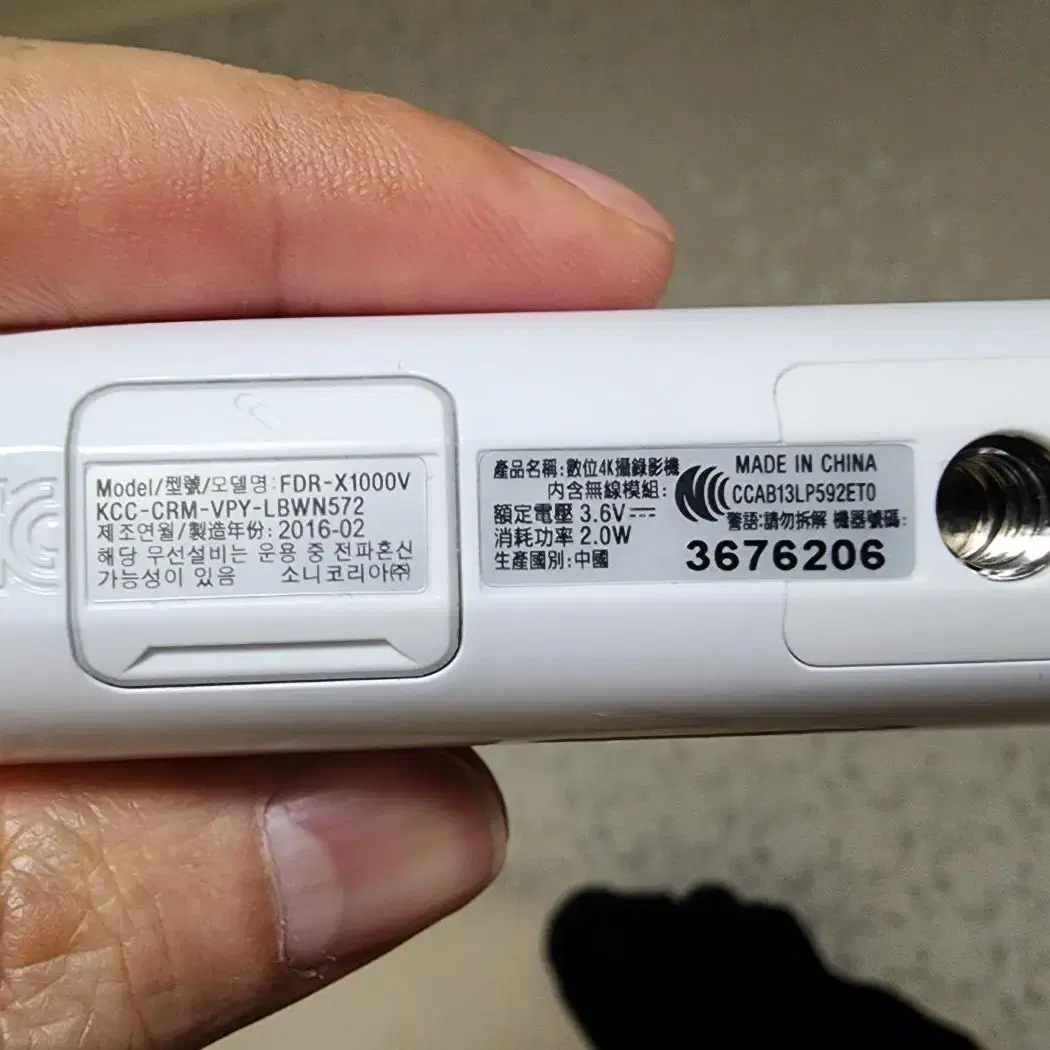 Model/型號/모델명: FDR-X1000V
KCC-CRM-VPY-LBWN572
제조연월/製造年份: 2016-02
해당 무선설비는 운용 중 전파혼신
가능성이 있음 소니코리아㈜
產品名稱: 數位4K攝錄影機
內含無線模組:
額定電壓 3.6V⎓
消耗功率 2.0W
生產國別: 中國
MADE IN CHINA
CCAB13LP592ET0
警語:請勿拆解 機器號碼:
3676206